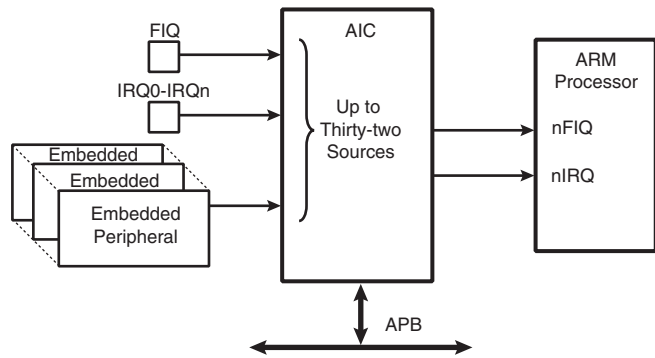 FIQ
IRQ0-IRQn
Embedded
Embedded
Embedded
Peripheral
AIC
Up to
Thirty-two
Sources
ARM
Processor
nFIQ
nIRQ
APB